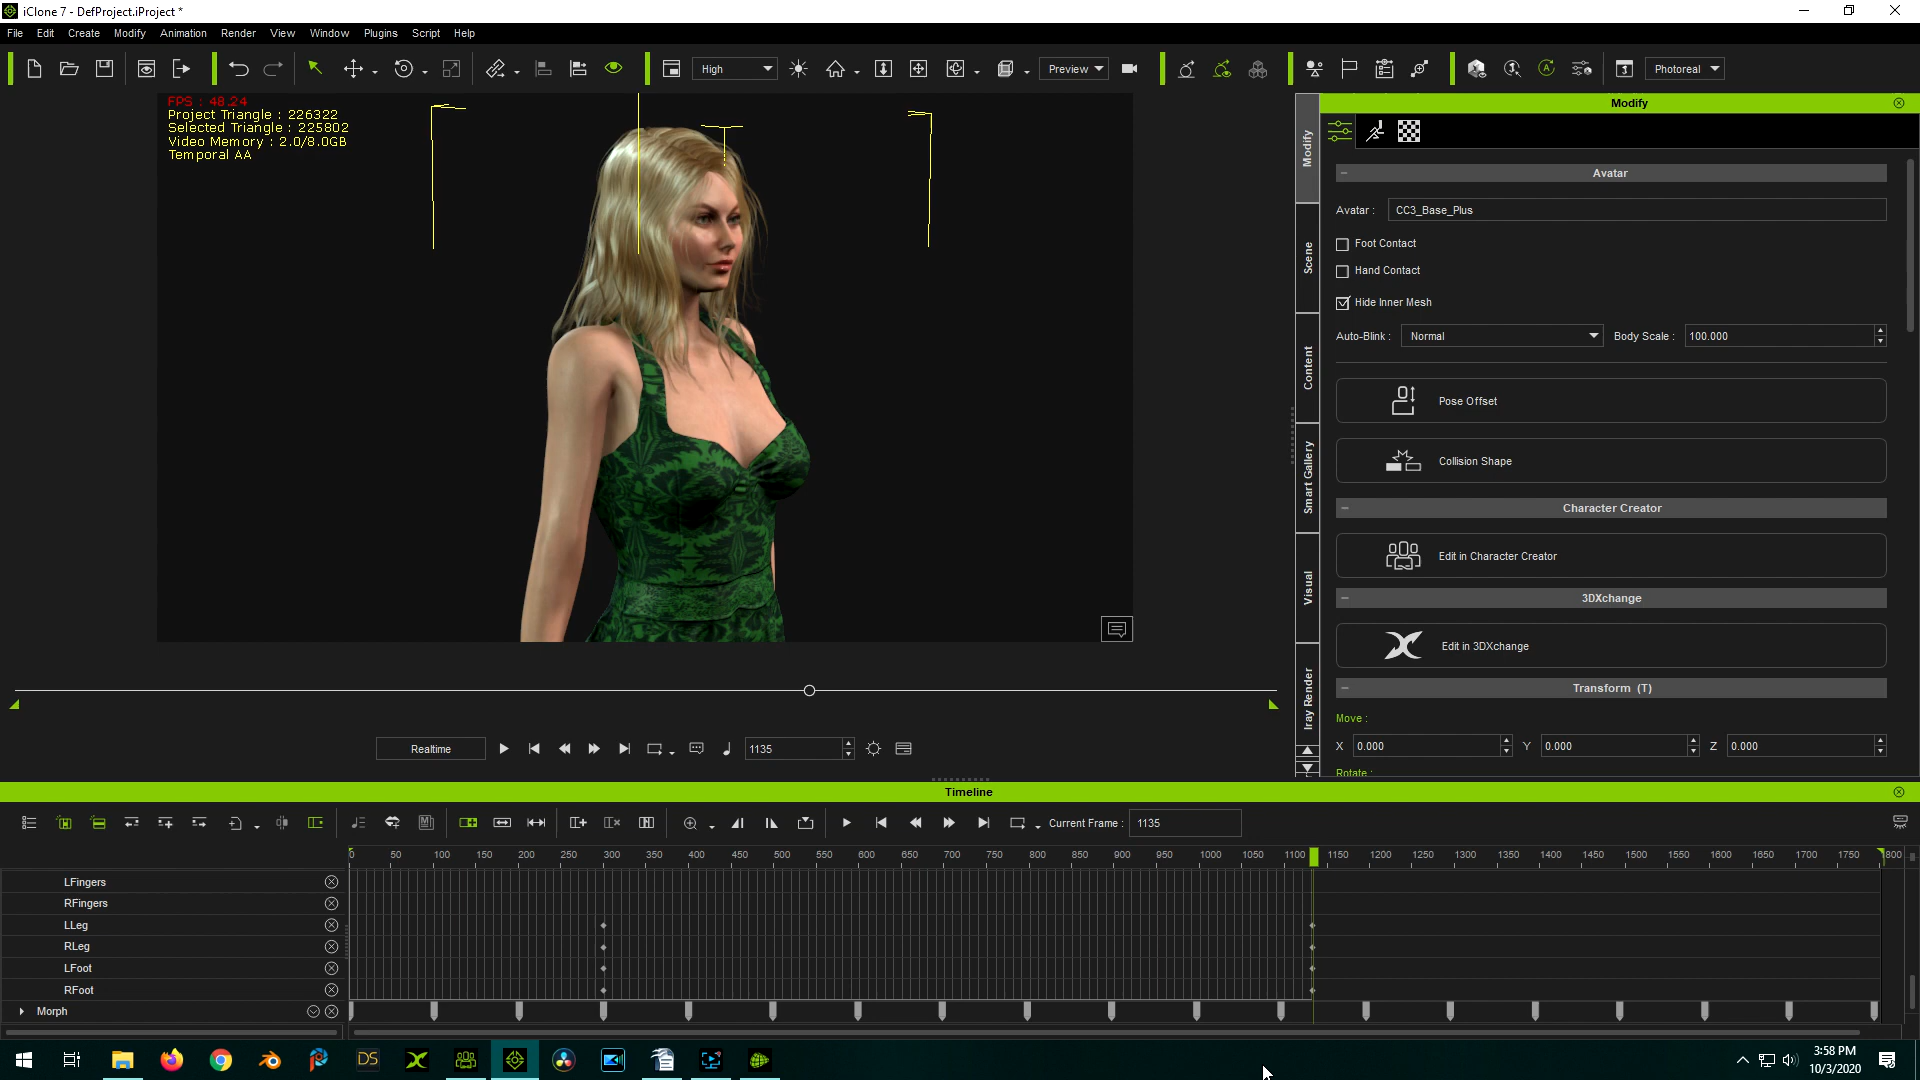 iClone 7 - DefProject.iProject *
File Edit Create Modify Animation Render View Window Plugins Script Help
High Preview Photoreal
FPS : 48.24
Project Triangle : 226322
Selected Triangle : 225802
Video Memory : 2.0/8.0GB
Temporal AA
Modify
Scene
Content
Smart Gallery
Visual
Iray Render
Modify
Avatar
Avatar : CC3_Base_Plus
Foot Contact
Hand Contact
Hide Inner Mesh
Auto-Blink : Normal Body Scale : 100.000
Pose Offset
Collision Shape
Character Creator
Edit in Character Creator
3DXchange
Edit in 3DXchange
Transform (T)
Move :
X 0.000 Y 0.000 Z 0.000
Rotate :
Realtime 1135
Timeline
Current Frame : 1135
0 50 100 150 200 250 300 350 400 450 500 550 600 650 700 750 800 850 900 950 1000 1050 1100 1150 1200 1250 1300 1350 1400 1450 1500 1550 1600 1650 1700 1750 1800
LFingers
RFingers
LLeg
RLeg
LFoot
RFoot
Morph
DS
3:58 PM
10/3/2020